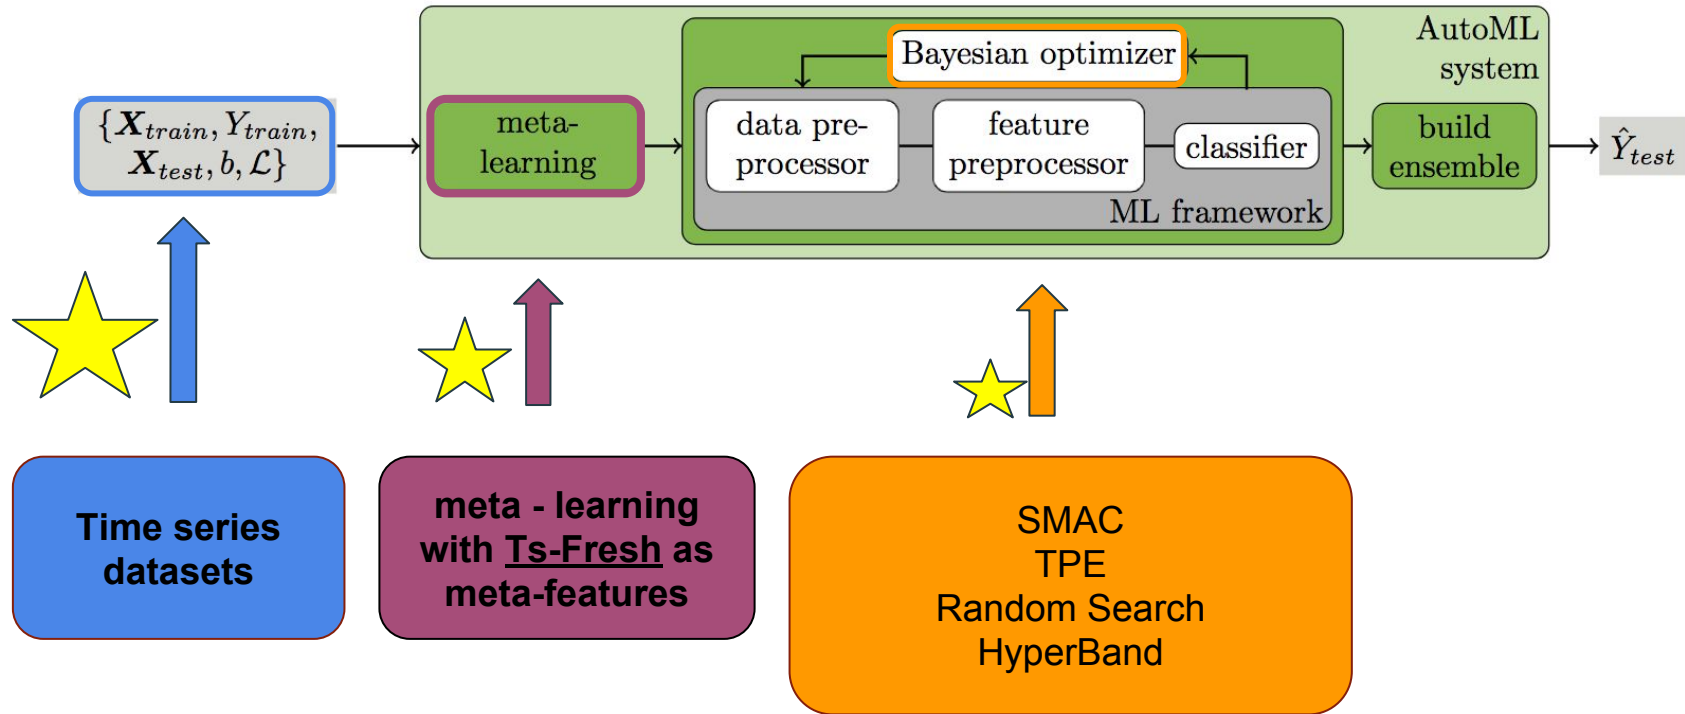 AutoML
system
Bayesian optimizer
{X_train, Y_train,
X_test, b, ℒ}
meta-
learning
data pre-
processor
feature
preprocessor
classifier
ML framework
build
ensemble
Ŷ_test
Time series
datasets
meta - learning
with Ts-Fresh as
meta-features
SMAC
TPE
Random Search
HyperBand